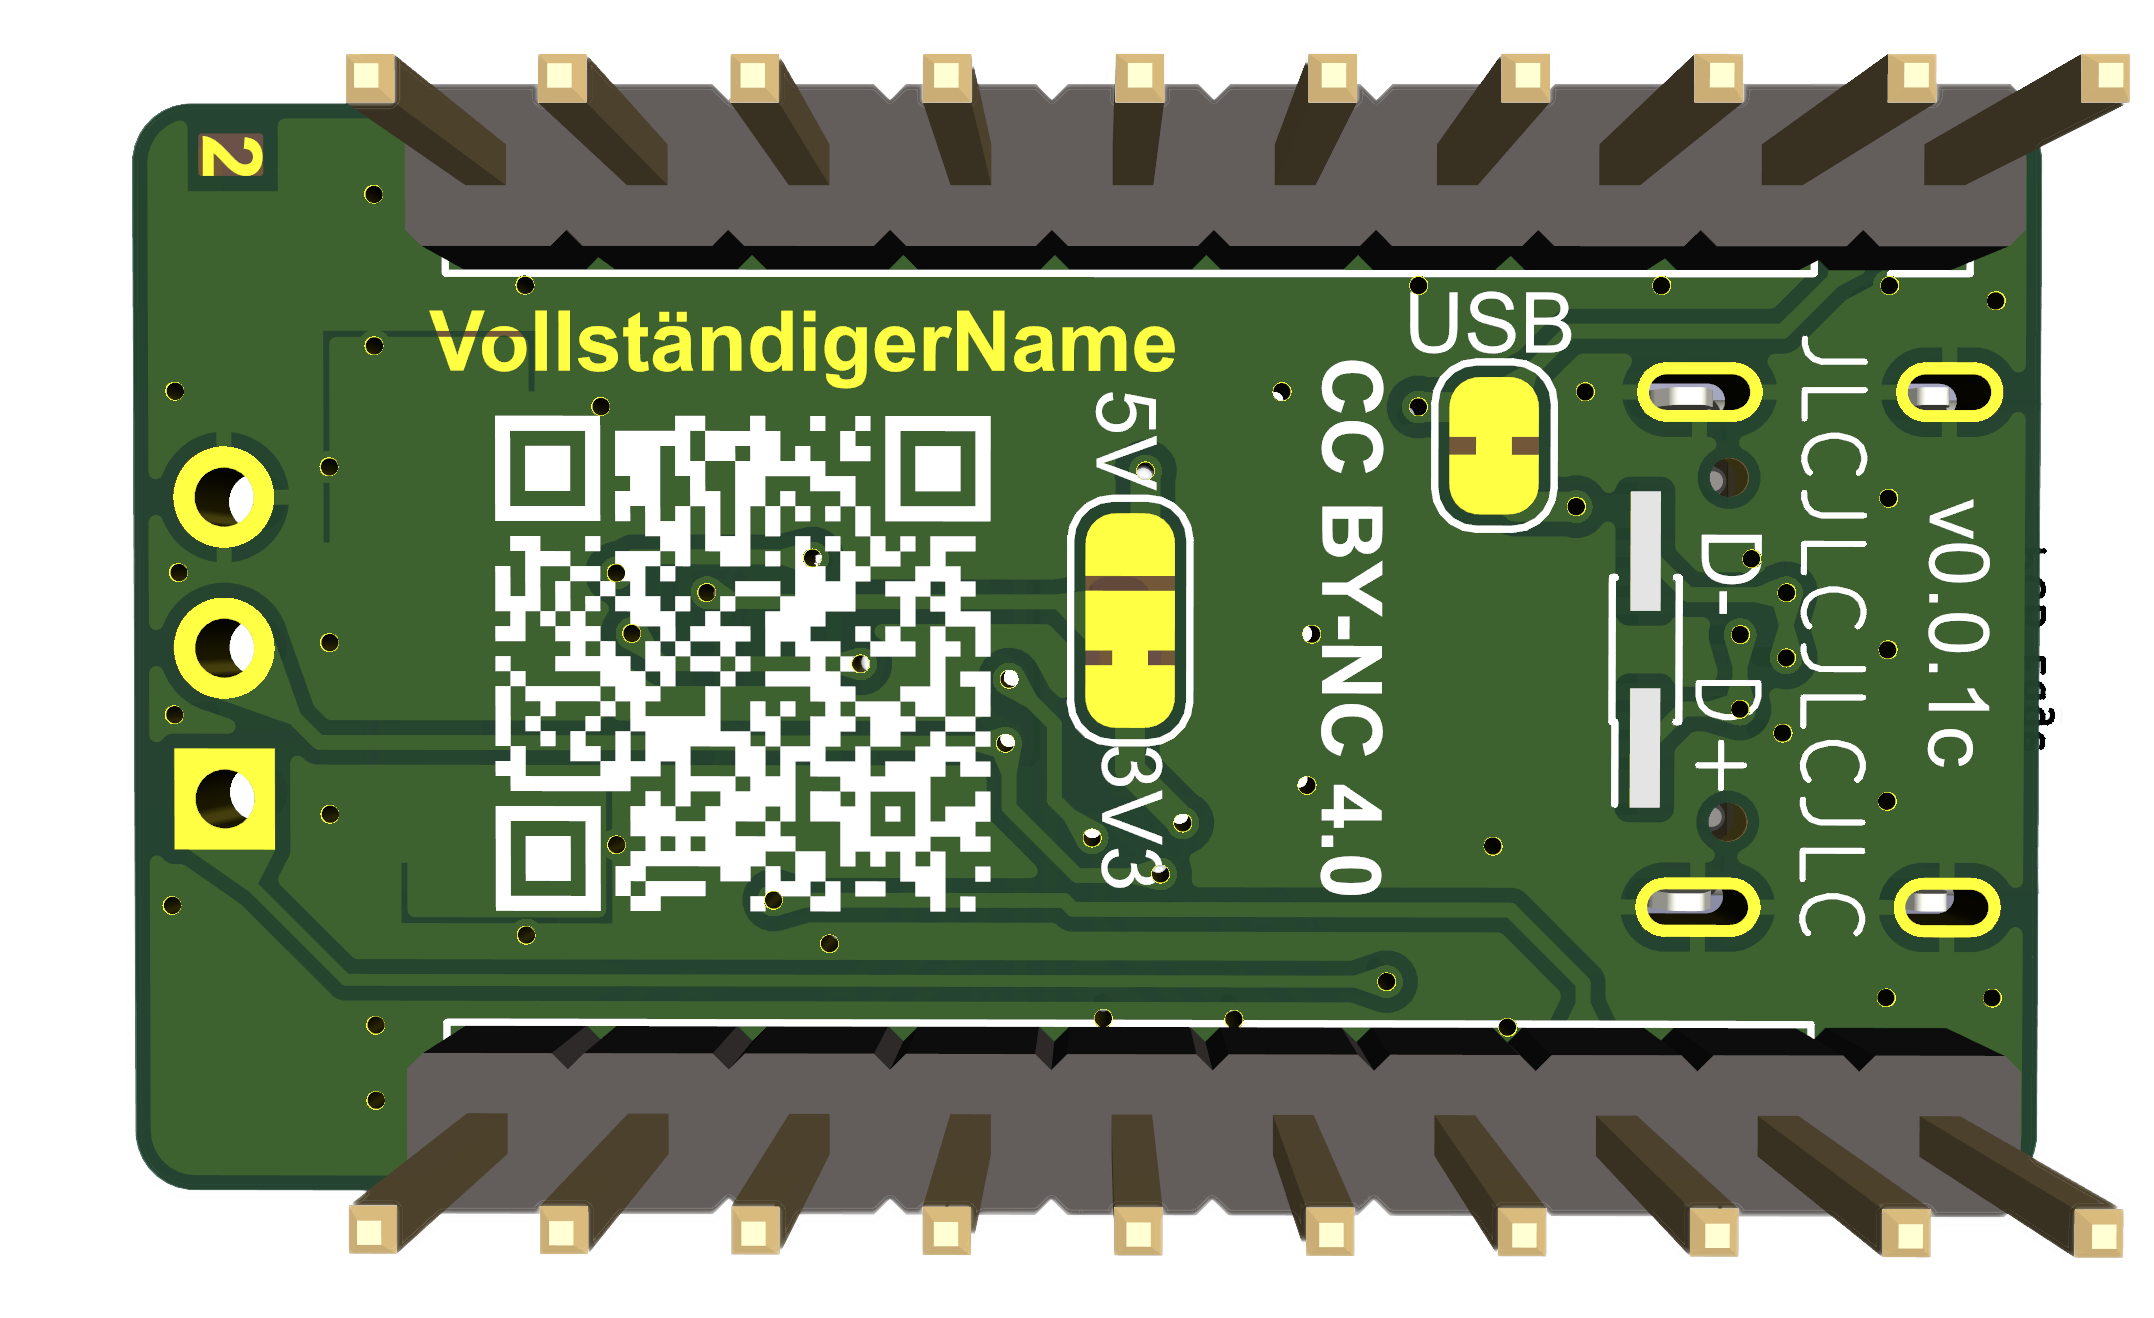 2
VollständigerName
USB
5V
3V3
CC BY-NC 4.0
D-
D+
JLCJLCJLCJLC
v0.0.1c